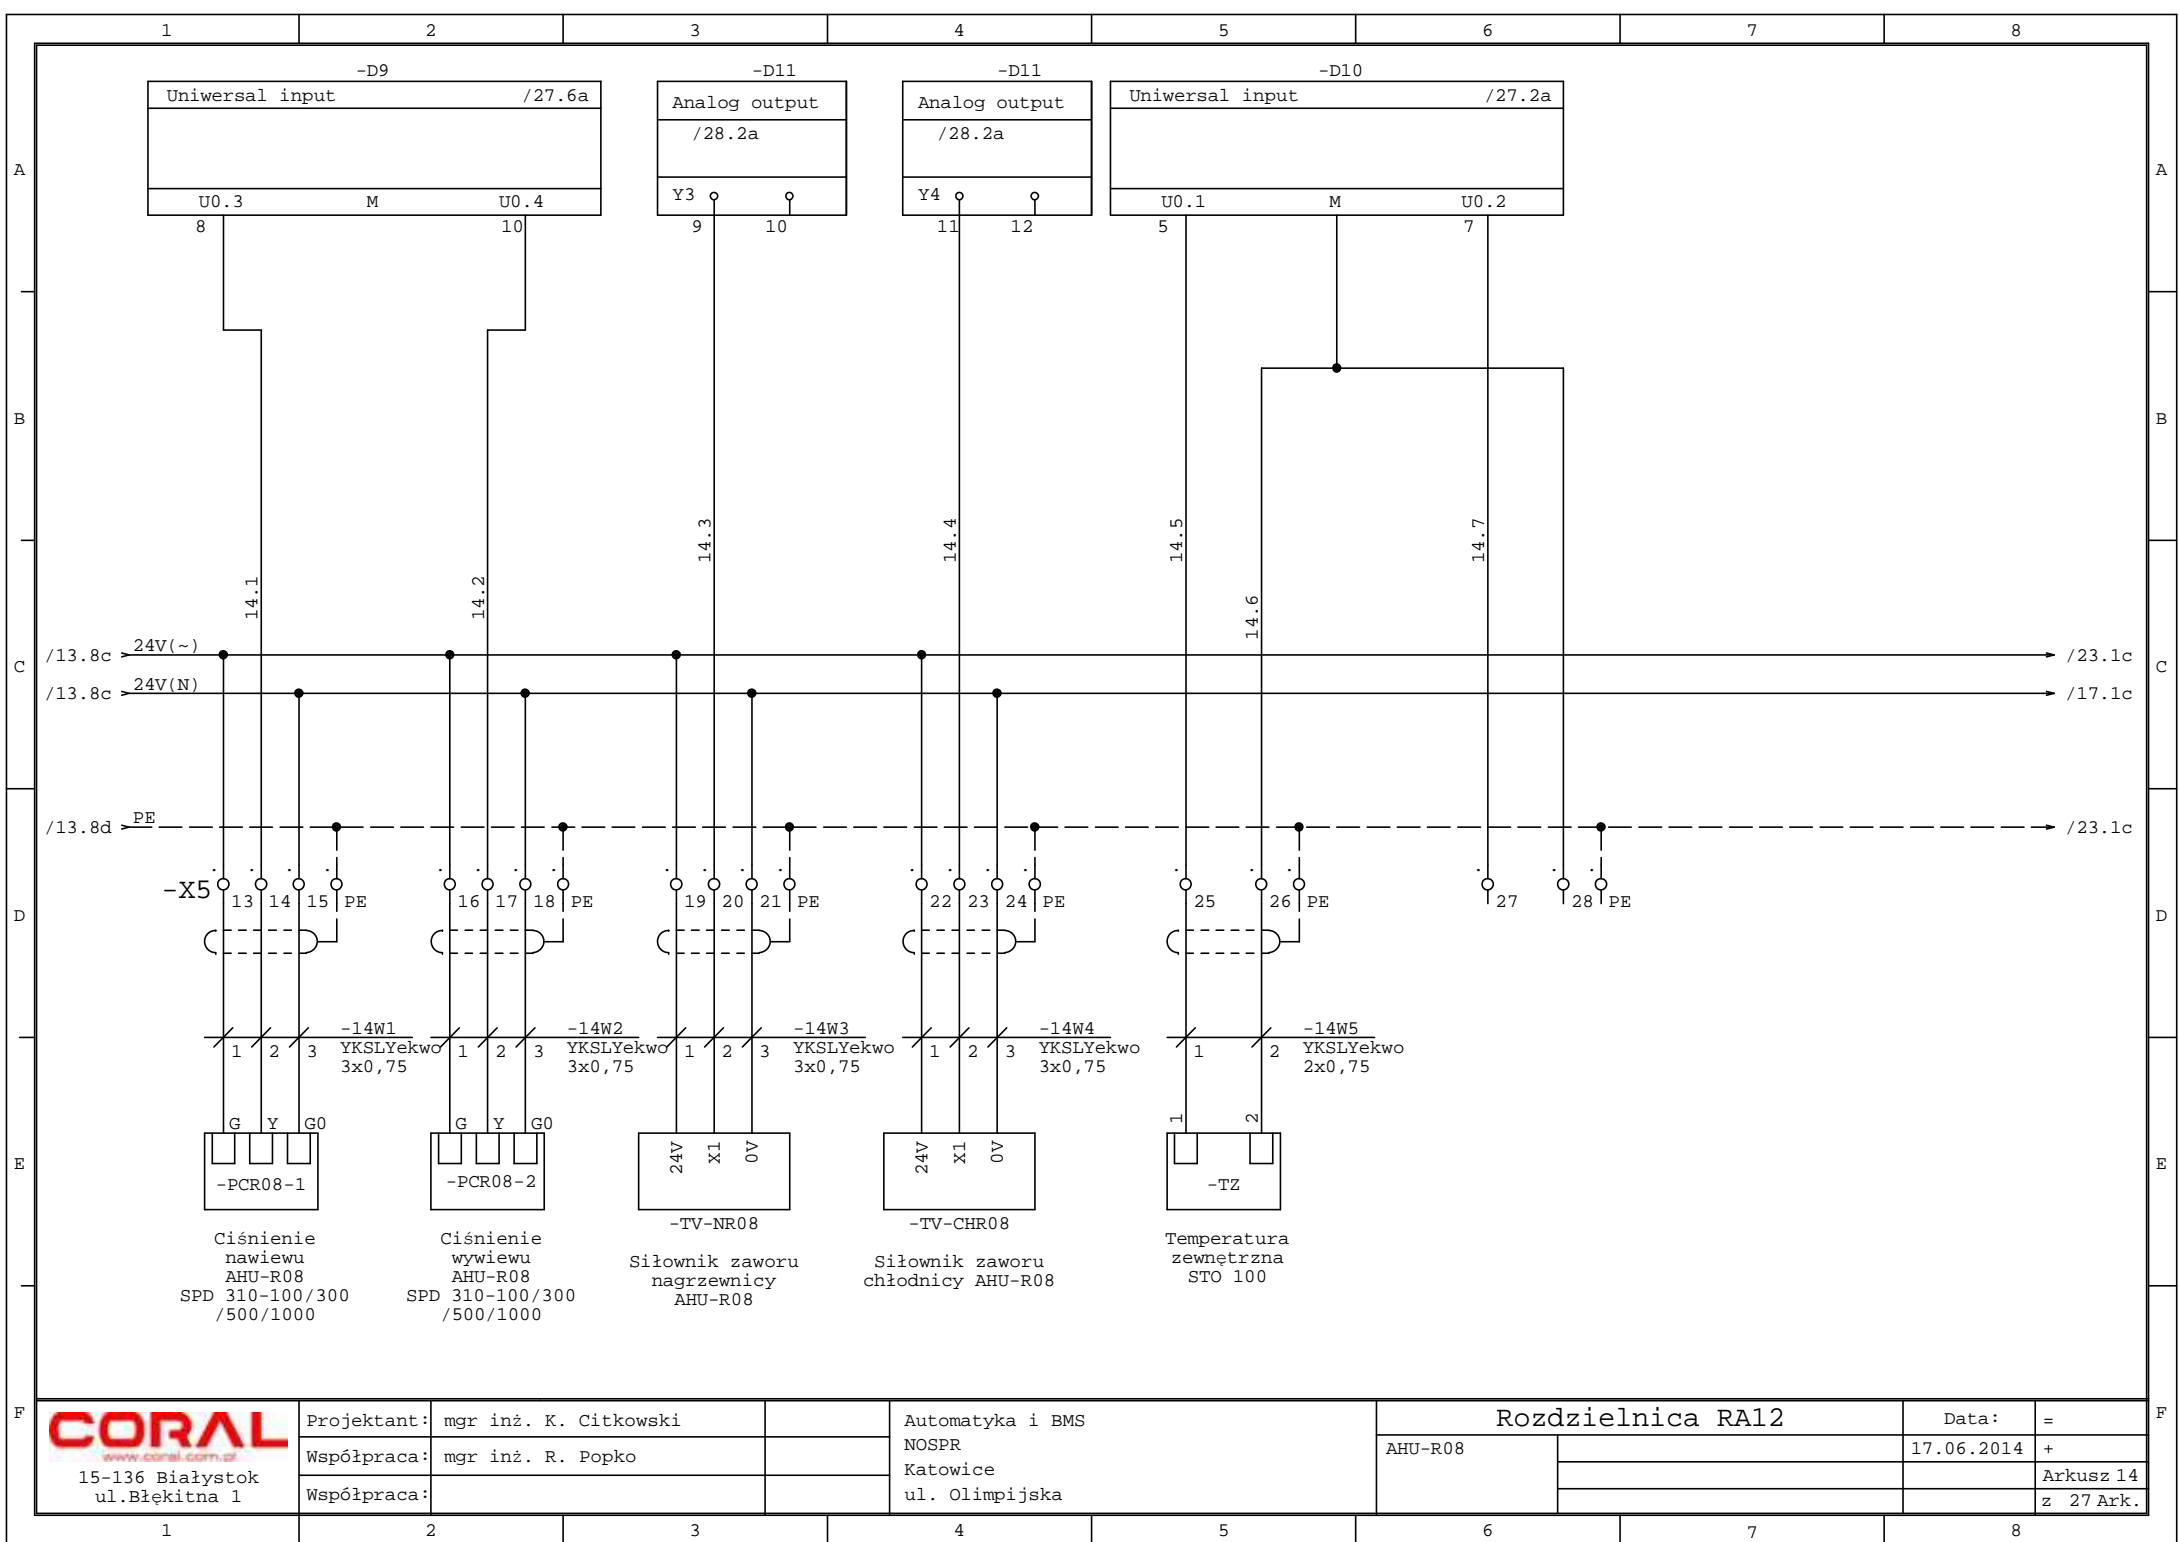 1 2 3 4 5 6 7 8
-D9 -D11 -D11 -D10
Uniwersal input /27.6a
Analog output
/28.2a
Analog output
/28.2a
Uniwersal input /27.2a
A A
U0.3 M U0.4
Y3
Y4
U0.1 M U0.2
8 10 9 10 11 12 5 7
B B
14.3 14.4 14.5 14.7
14.1 14.2 14.6
/13.8c 24V(~) /23.1c
C C
/13.8c 24V(N) /17.1c
/13.8d PE /23.1c
-X5 13 14 15 PE 16 17 18 PE 19 20 21 PE 22 23 24 PE 25 26 PE 27 28 PE
D D
-14W1 -14W2 -14W3 -14W4 -14W5
1 2 3 YKSLYekwo 1 2 3 YKSLYekwo 1 2 3 YKSLYekwo 1 2 3 YKSLYekwo 1 2 YKSLYekwo
3x0,75 3x0,75 3x0,75 3x0,75 2x0,75
G Y G0 G Y G0 1 2
24V X1 0V 24V X1 0V
E E
-PCR08-1 -PCR08-2 -TZ
-TV-NR08 -TV-CHR08
Ciśnienie
nawiewu
AHU-R08
SPD 310-100/300
/500/1000
Ciśnienie
wywiewu
AHU-R08
SPD 310-100/300
/500/1000
Siłownik zaworu
nagrzewnicy
AHU-R08
Siłownik zaworu
chłodnicy AHU-R08
Temperatura
zewnętrzna
STO 100
F F
CORAL
www.coral.com.pl
15-136 Białystok
ul.Błękitna 1
Projektant: mgr inż. K. Citkowski
Współpraca: mgr inż. R. Popko
Współpraca:
Automatyka i BMS
NOSPR
Katowice
ul. Olimpijska
Rozdzielnica RA12
AHU-R08
Data: =
17.06.2014 +
Arkusz 14
z 27 Ark.
1 2 3 4 5 6 7 8